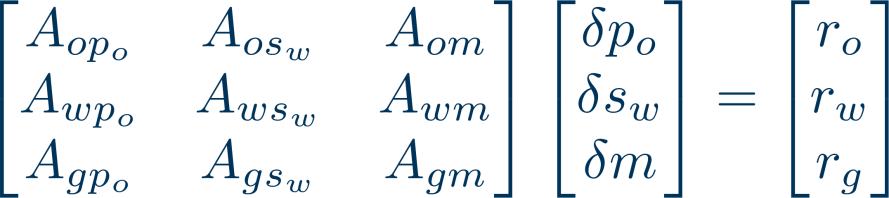 [A_{op_o} A_{os_w} A_{om}] [δp_o] [r_o]
[A_{wp_o} A_{ws_w} A_{wm}] [δs_w] = [r_w]
[A_{gp_o} A_{gs_w} A_{gm}] [δm] [r_g]